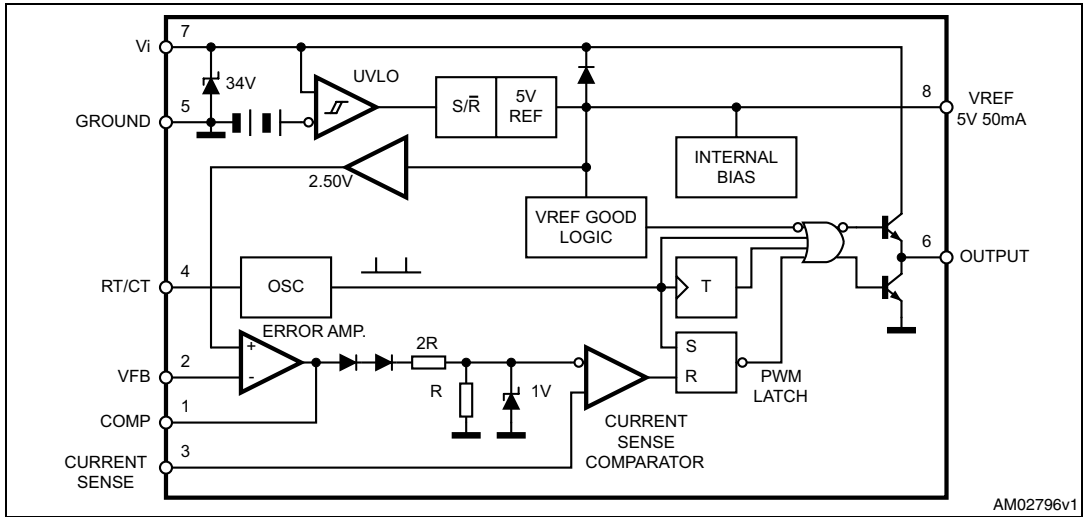 7
Vi
34V
UVLO
5
GROUND
S/R̅
5V
REF
8
VREF
5V 50mA
INTERNAL
BIAS
2.50V
VREF GOOD
LOGIC
6
OUTPUT
4
RT/CT
OSC
T
ERROR AMP.
2R
+
-
2
VFB
S
R
PWM
LATCH
R
1V
1
COMP
CURRENT
SENSE
COMPARATOR
3
CURRENT
SENSE
AM02796v1